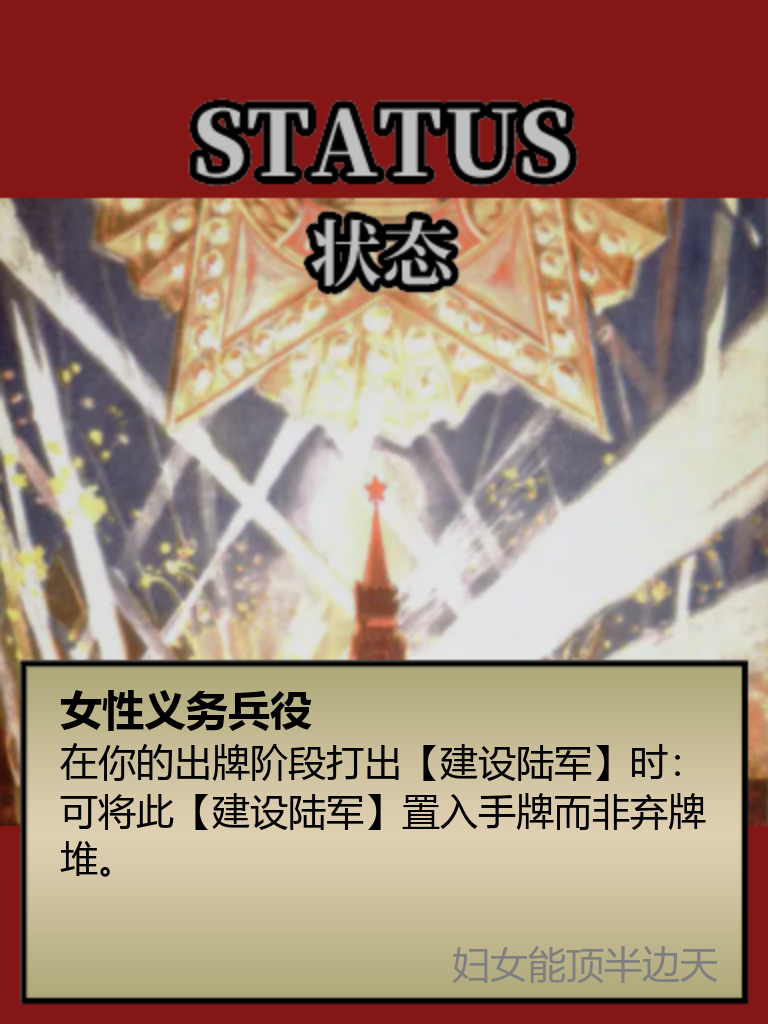 STATUS
状态
女性义务兵役
在你的出牌阶段打出【建设陆军】时：
可将此【建设陆军】置入手牌而非弃牌
堆。
妇女能顶半边天